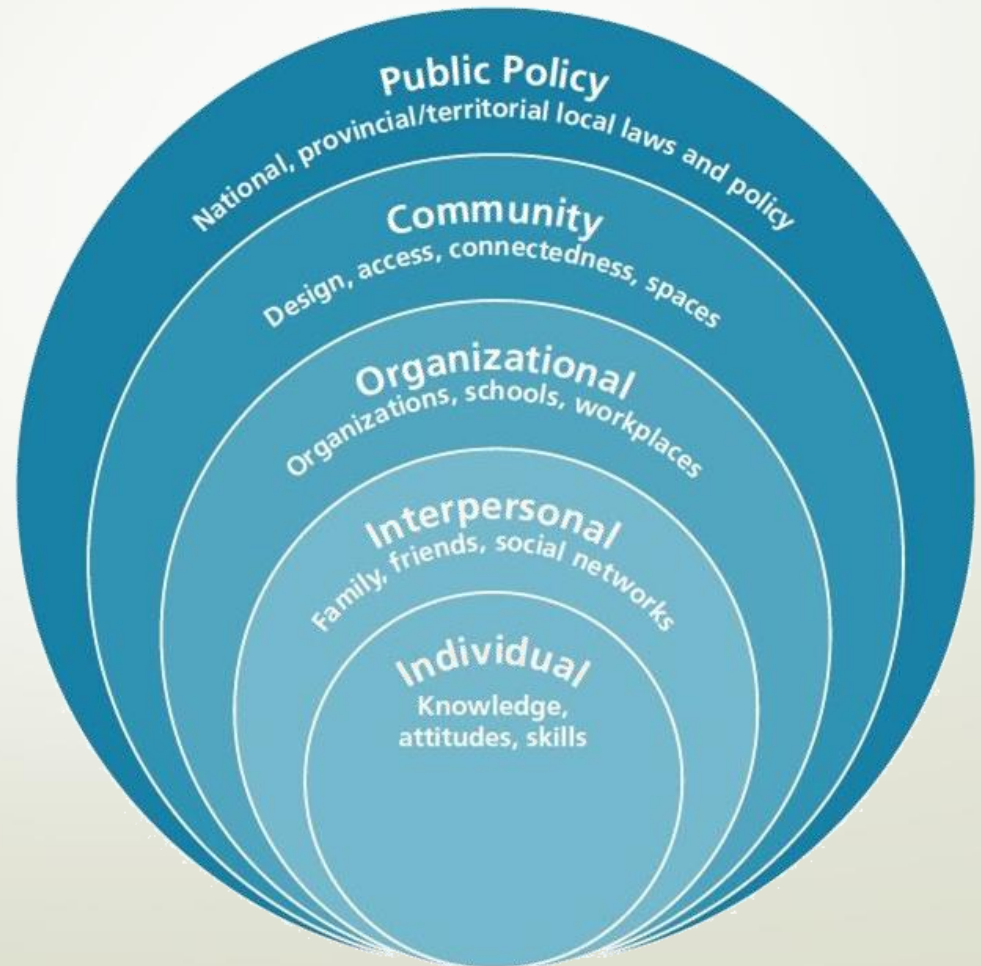 Public Policy
National, provincial/territorial local laws and policy
Community
Design, access, connectedness, spaces
Organizational
Organizations, schools, workplaces
Interpersonal
Family, friends, social networks
Individual
Knowledge,
attitudes, skills